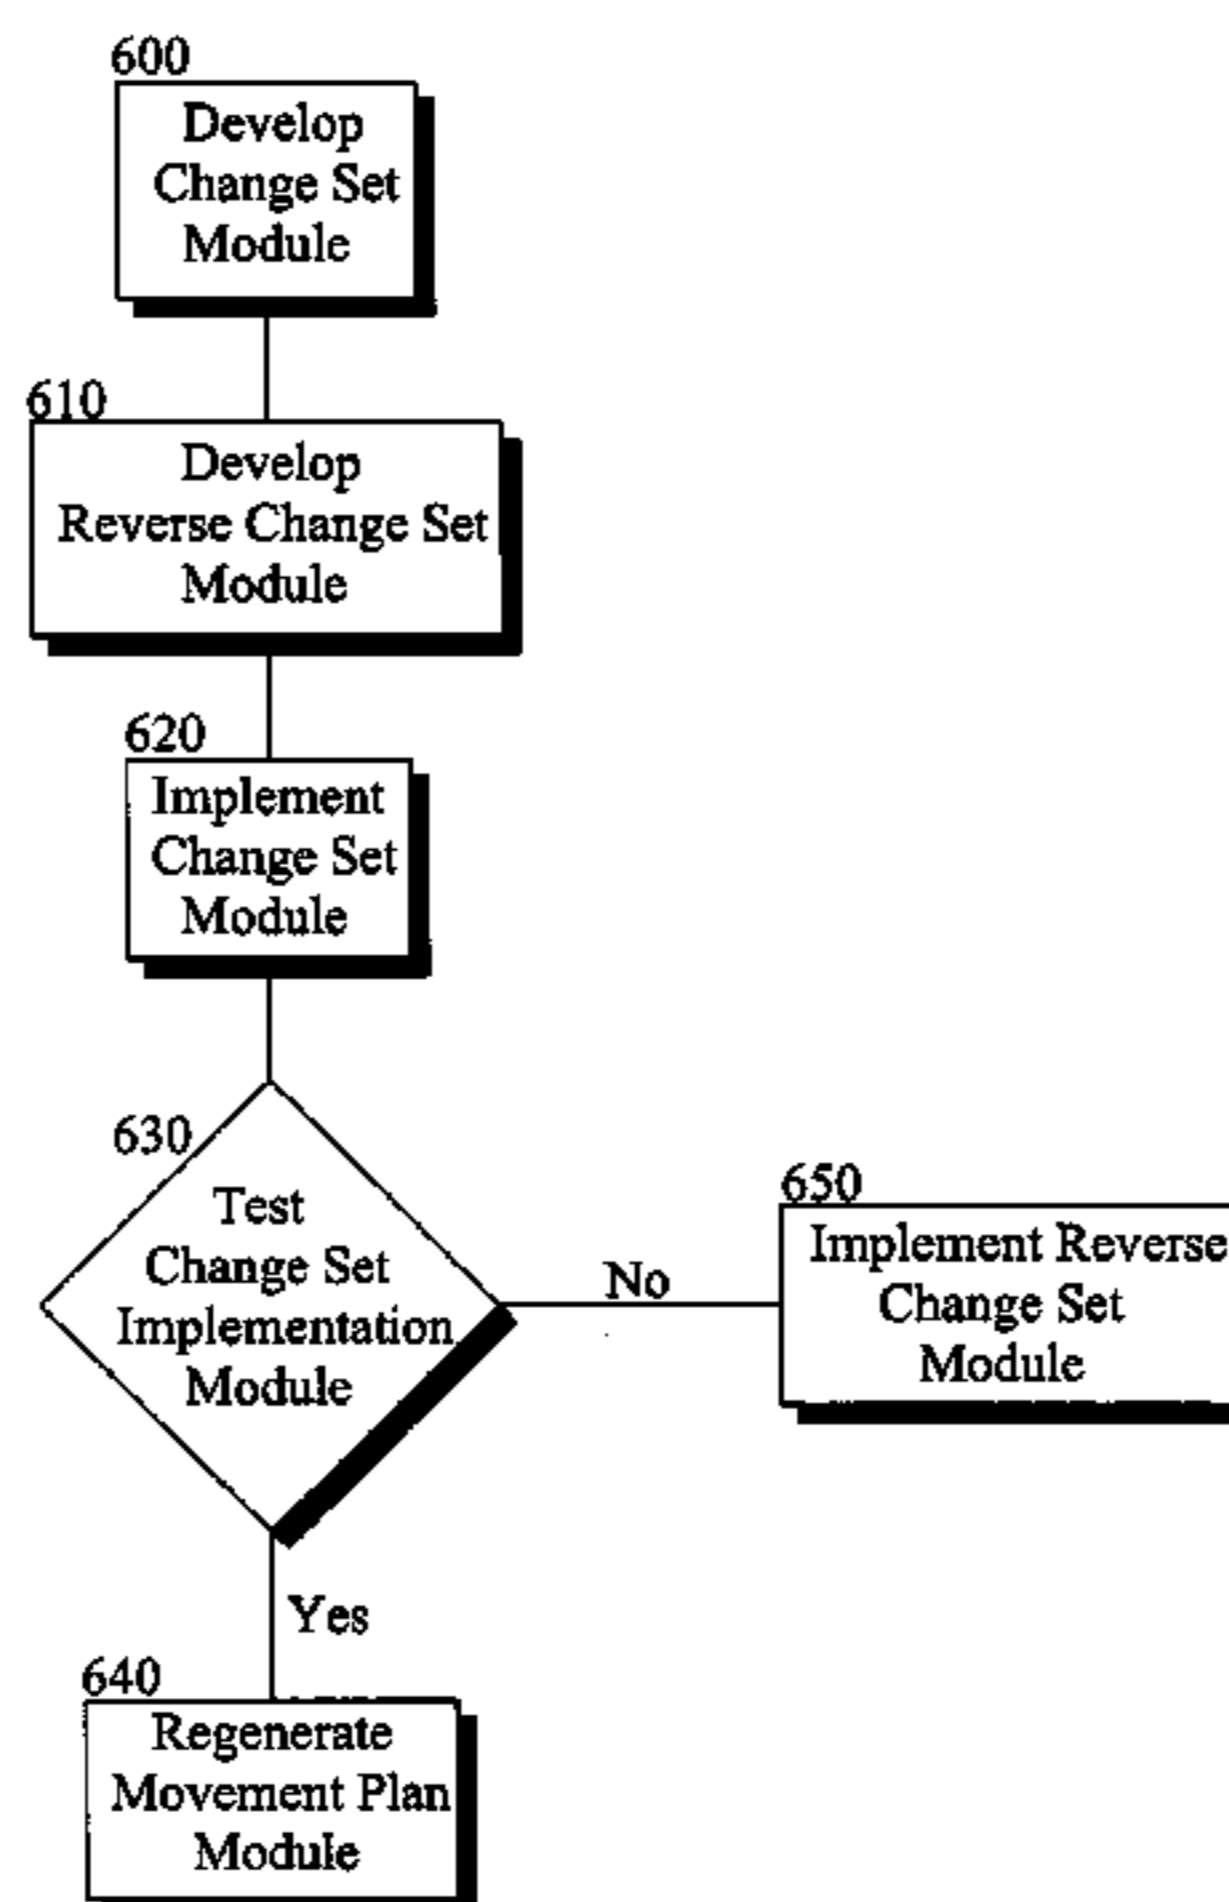 600
Develop
Change Set
Module
610
Develop
Reverse Change Set
Module
620
Implement
Change Set
Module
630
Test
Change Set
Implementation
Module
No
650
Implement Reverse
Change Set
Module
Yes
640
Regenerate
Movement Plan
Module